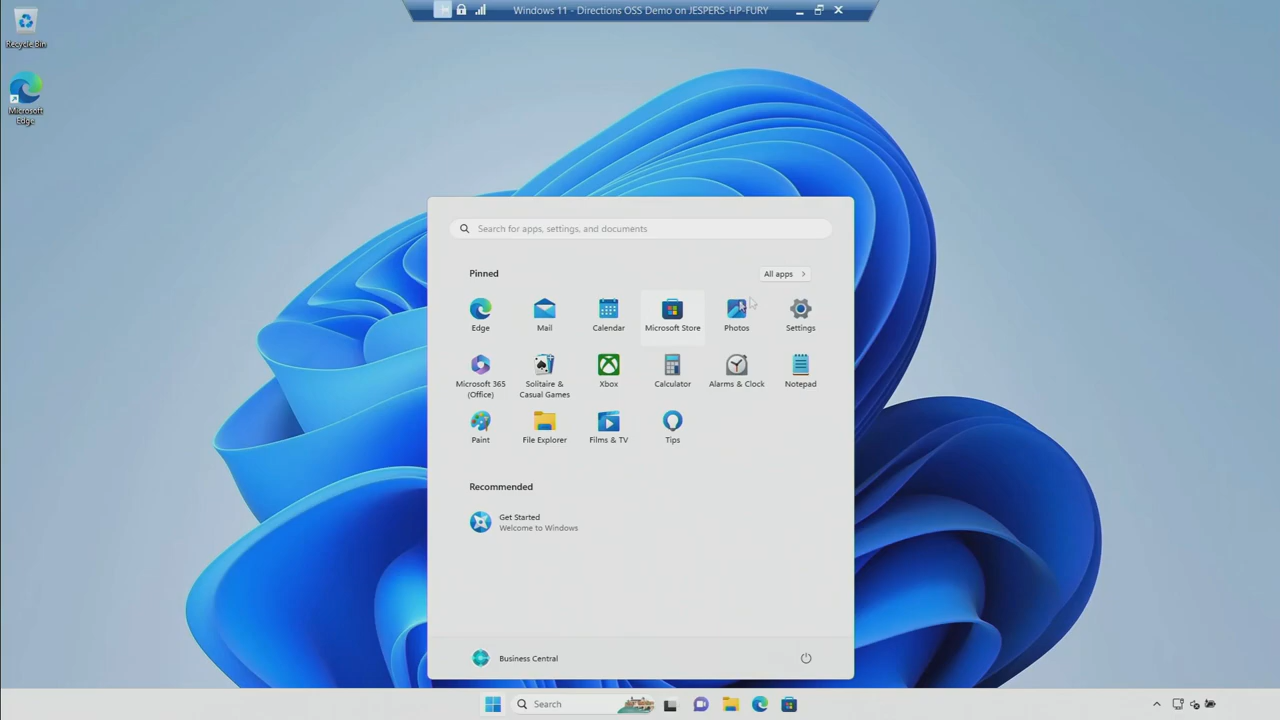 Windows 11 - Directions OSS Demo on JESPERS-HP-FURY
Recycle Bin
Microsoft
Edge
Search for apps, settings, and documents
Pinned
All apps
Edge
Mail
Calendar
Microsoft Store
Photos
Settings
Microsoft 365
(Office)
Solitaire &
Casual Games
Xbox
Calculator
Alarms & Clock
Notepad
Paint
File Explorer
Films & TV
Tips
Recommended
Get Started
Welcome to Windows
Business Central
Search